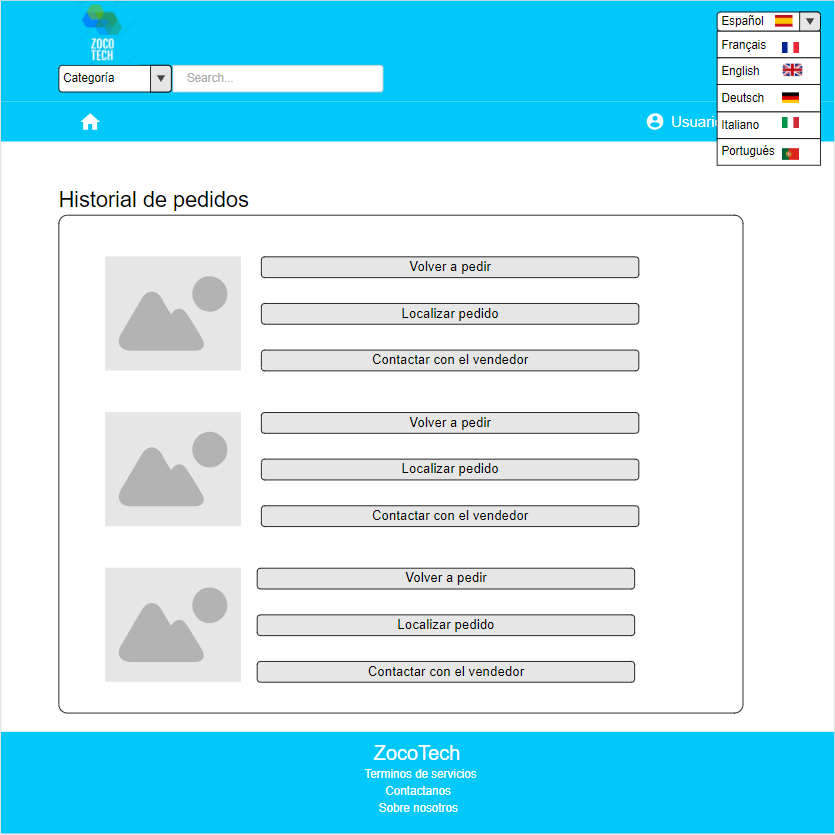 ZOCO
TECH
Español
Français
English
Deutsch
Italiano
Português
Categoría
Search...
Usuario
Historial de pedidos
Volver a pedir
Localizar pedido
Contactar con el vendedor
Volver a pedir
Localizar pedido
Contactar con el vendedor
Volver a pedir
Localizar pedido
Contactar con el vendedor
ZocoTech
Terminos de servicios
Contactanos
Sobre nosotros